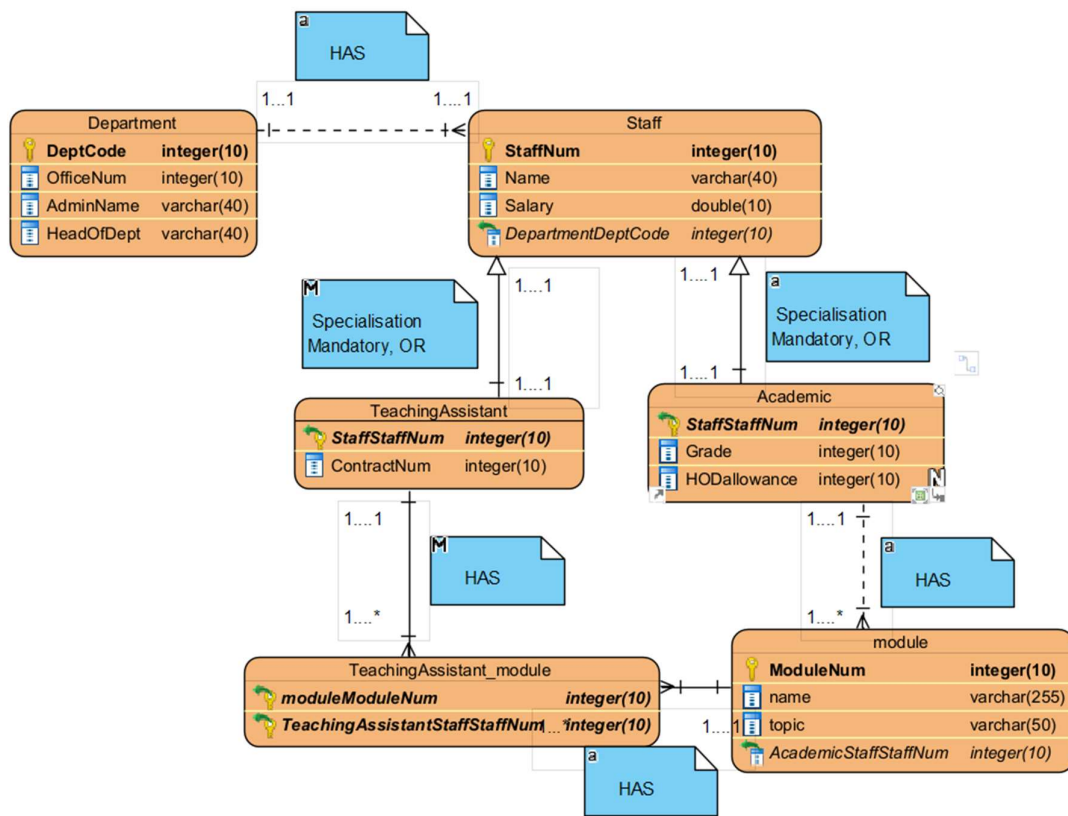 a
HAS
1...1
1....1
Department
DeptCode integer(10)
OfficeNum integer(10)
AdminName varchar(40)
HeadOfDept varchar(40)
Staff
StaffNum integer(10)
Name varchar(40)
Salary double(10)
DepartmentDeptCode integer(10)
M
Specialisation
Mandatory, OR
1....1
1....1
1....1
1....1
a
Specialisation
Mandatory, OR
TeachingAssistant
StaffStaffNum integer(10)
ContractNum integer(10)
Academic
StaffStaffNum integer(10)
Grade integer(10)
HODallowance integer(10) N
1....1
M
HAS
1....*
1....1
a
HAS
1....*
TeachingAssistant_module
moduleModuleNum integer(10)
TeachingAssistantStaffStaffNum integer(10)
1...*
1....1
a
HAS
module
ModuleNum integer(10)
name varchar(255)
topic varchar(50)
AcademicStaffStaffNum integer(10)